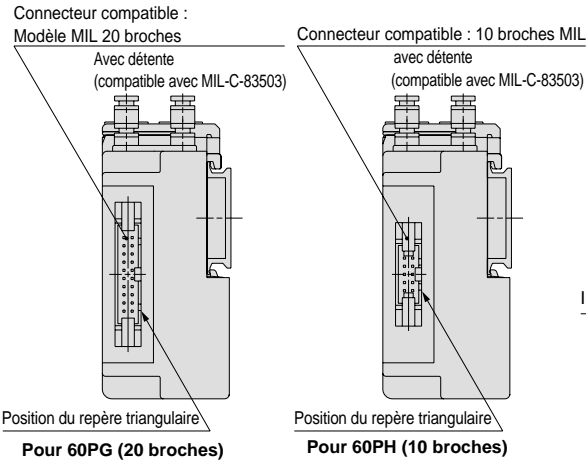 Connecteur compatible :
Modèle MIL 20 broches
Avec détente
(compatible avec MIL-C-83503)
Position du repère triangulaire
Pour 60PG (20 broches)
Connecteur compatible : 10 broches MIL
avec détente
(compatible avec MIL-C-83503)
Position du repère triangulaire
Pour 60PH (10 broches)